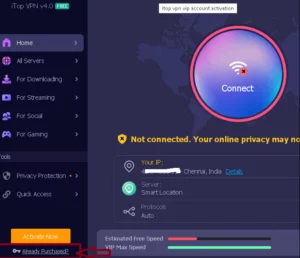 iTop VPN v4.0 FREE
itop vpn vip account activation
Home
All Servers
For Downloading
For Streaming
For Social
For Gaming
Tools
Privacy Protection
Quick Access
Activate Now
Already Purchased?
Connect
Not connected. Your online privacy may no
Your IP:
Chennai, India Details
Server:
Smart Location
Protocols
Auto
Estimated Free Speed
VIP Max Speed